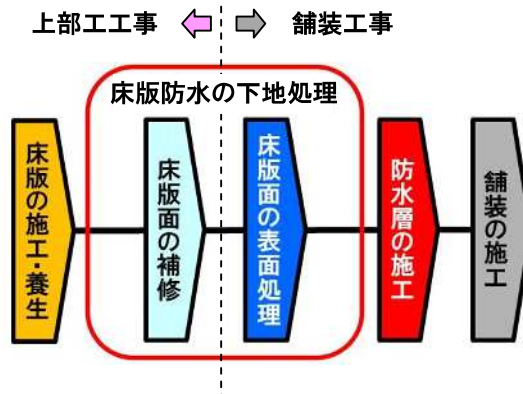 上部工工事
舗装工事
床版防水の下地処理
床版の施工・養生
床版面の補修
床版面の表面処理
防水層の施工
舗装の施工